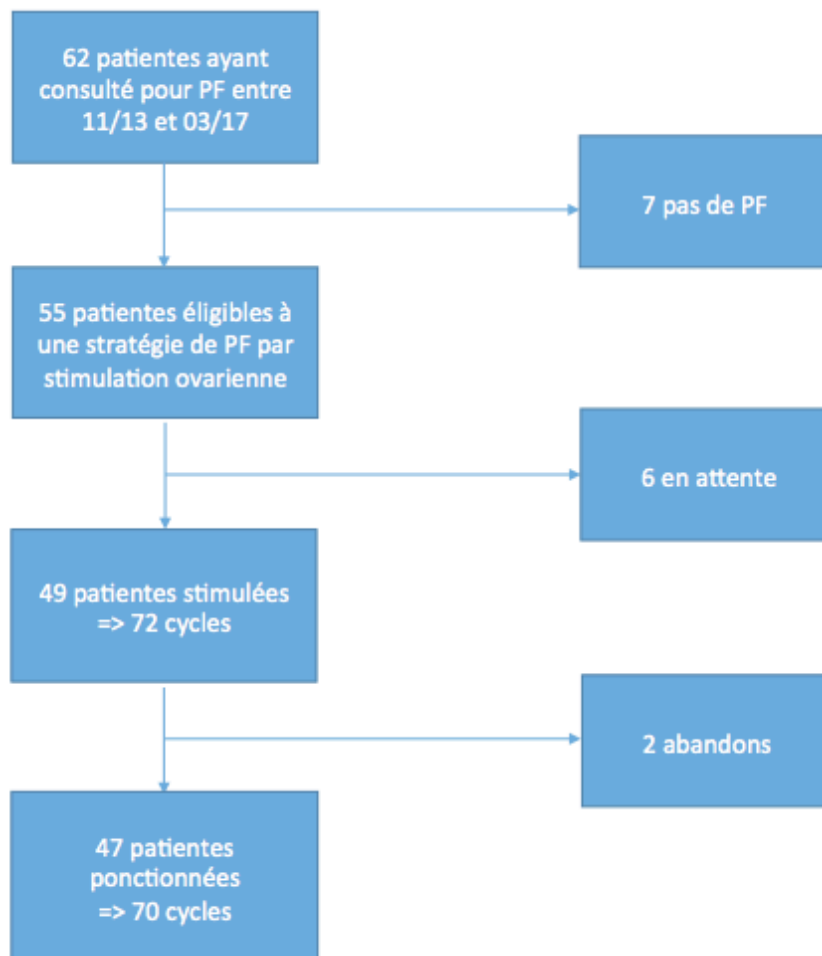 62 patientes ayant
consulté pour PF entre
11/13 et 03/17
7 pas de PF
55 patientes éligibles à
une stratégie de PF par
stimulation ovarienne
6 en attente
49 patientes stimulées
=> 72 cycles
2 abandons
47 patientes
ponctionnées
=> 70 cycles